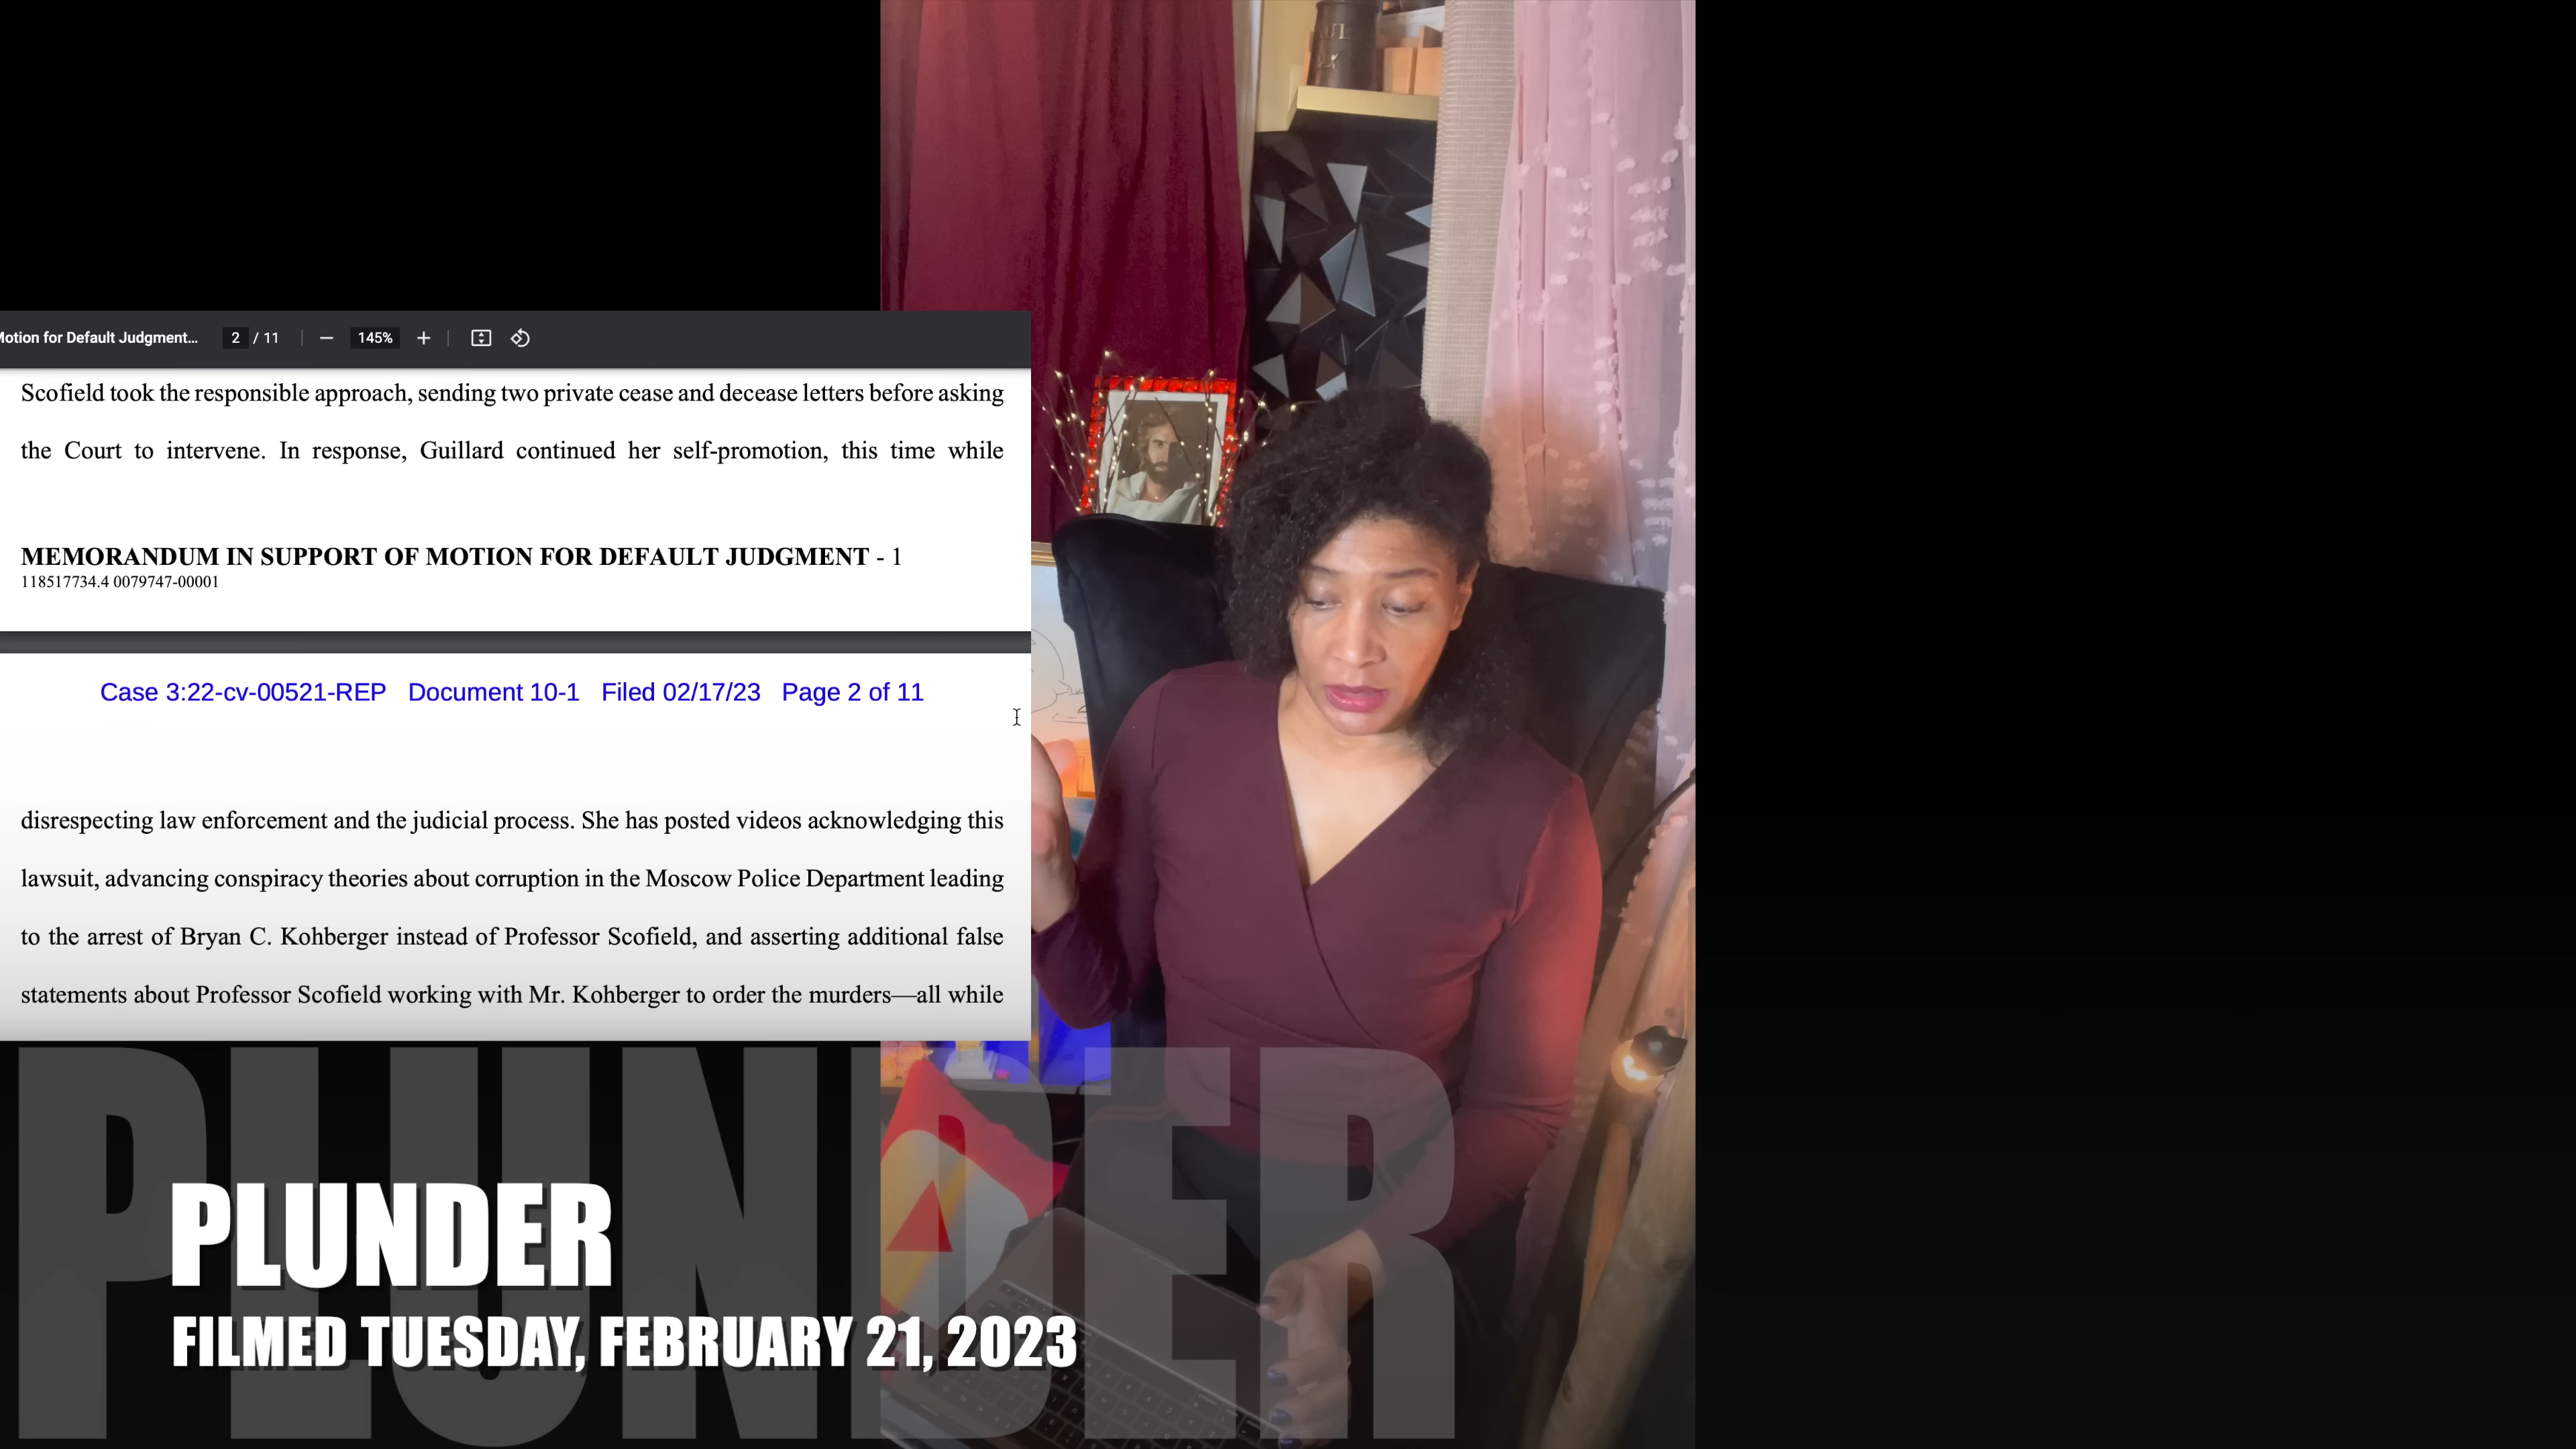 Motion for Default Judgment... 2 / 11 145%
Scofield took the responsible approach, sending two private cease and decease letters before asking
the Court to intervene. In response, Guillard continued her self-promotion, this time while
MEMORANDUM IN SUPPORT OF MOTION FOR DEFAULT JUDGMENT - 1
118517734.4 0079747-00001
Case 3:22-cv-00521-REP Document 10-1 Filed 02/17/23 Page 2 of 11
disrespecting law enforcement and the judicial process. She has posted videos acknowledging this
lawsuit, advancing conspiracy theories about corruption in the Moscow Police Department leading
to the arrest of Bryan C. Kohberger instead of Professor Scofield, and asserting additional false
statements about Professor Scofield working with Mr. Kohberger to order the murders—all while
PLUNDER
PLUNDER
FILMED TUESDAY, FEBRUARY 21, 2023